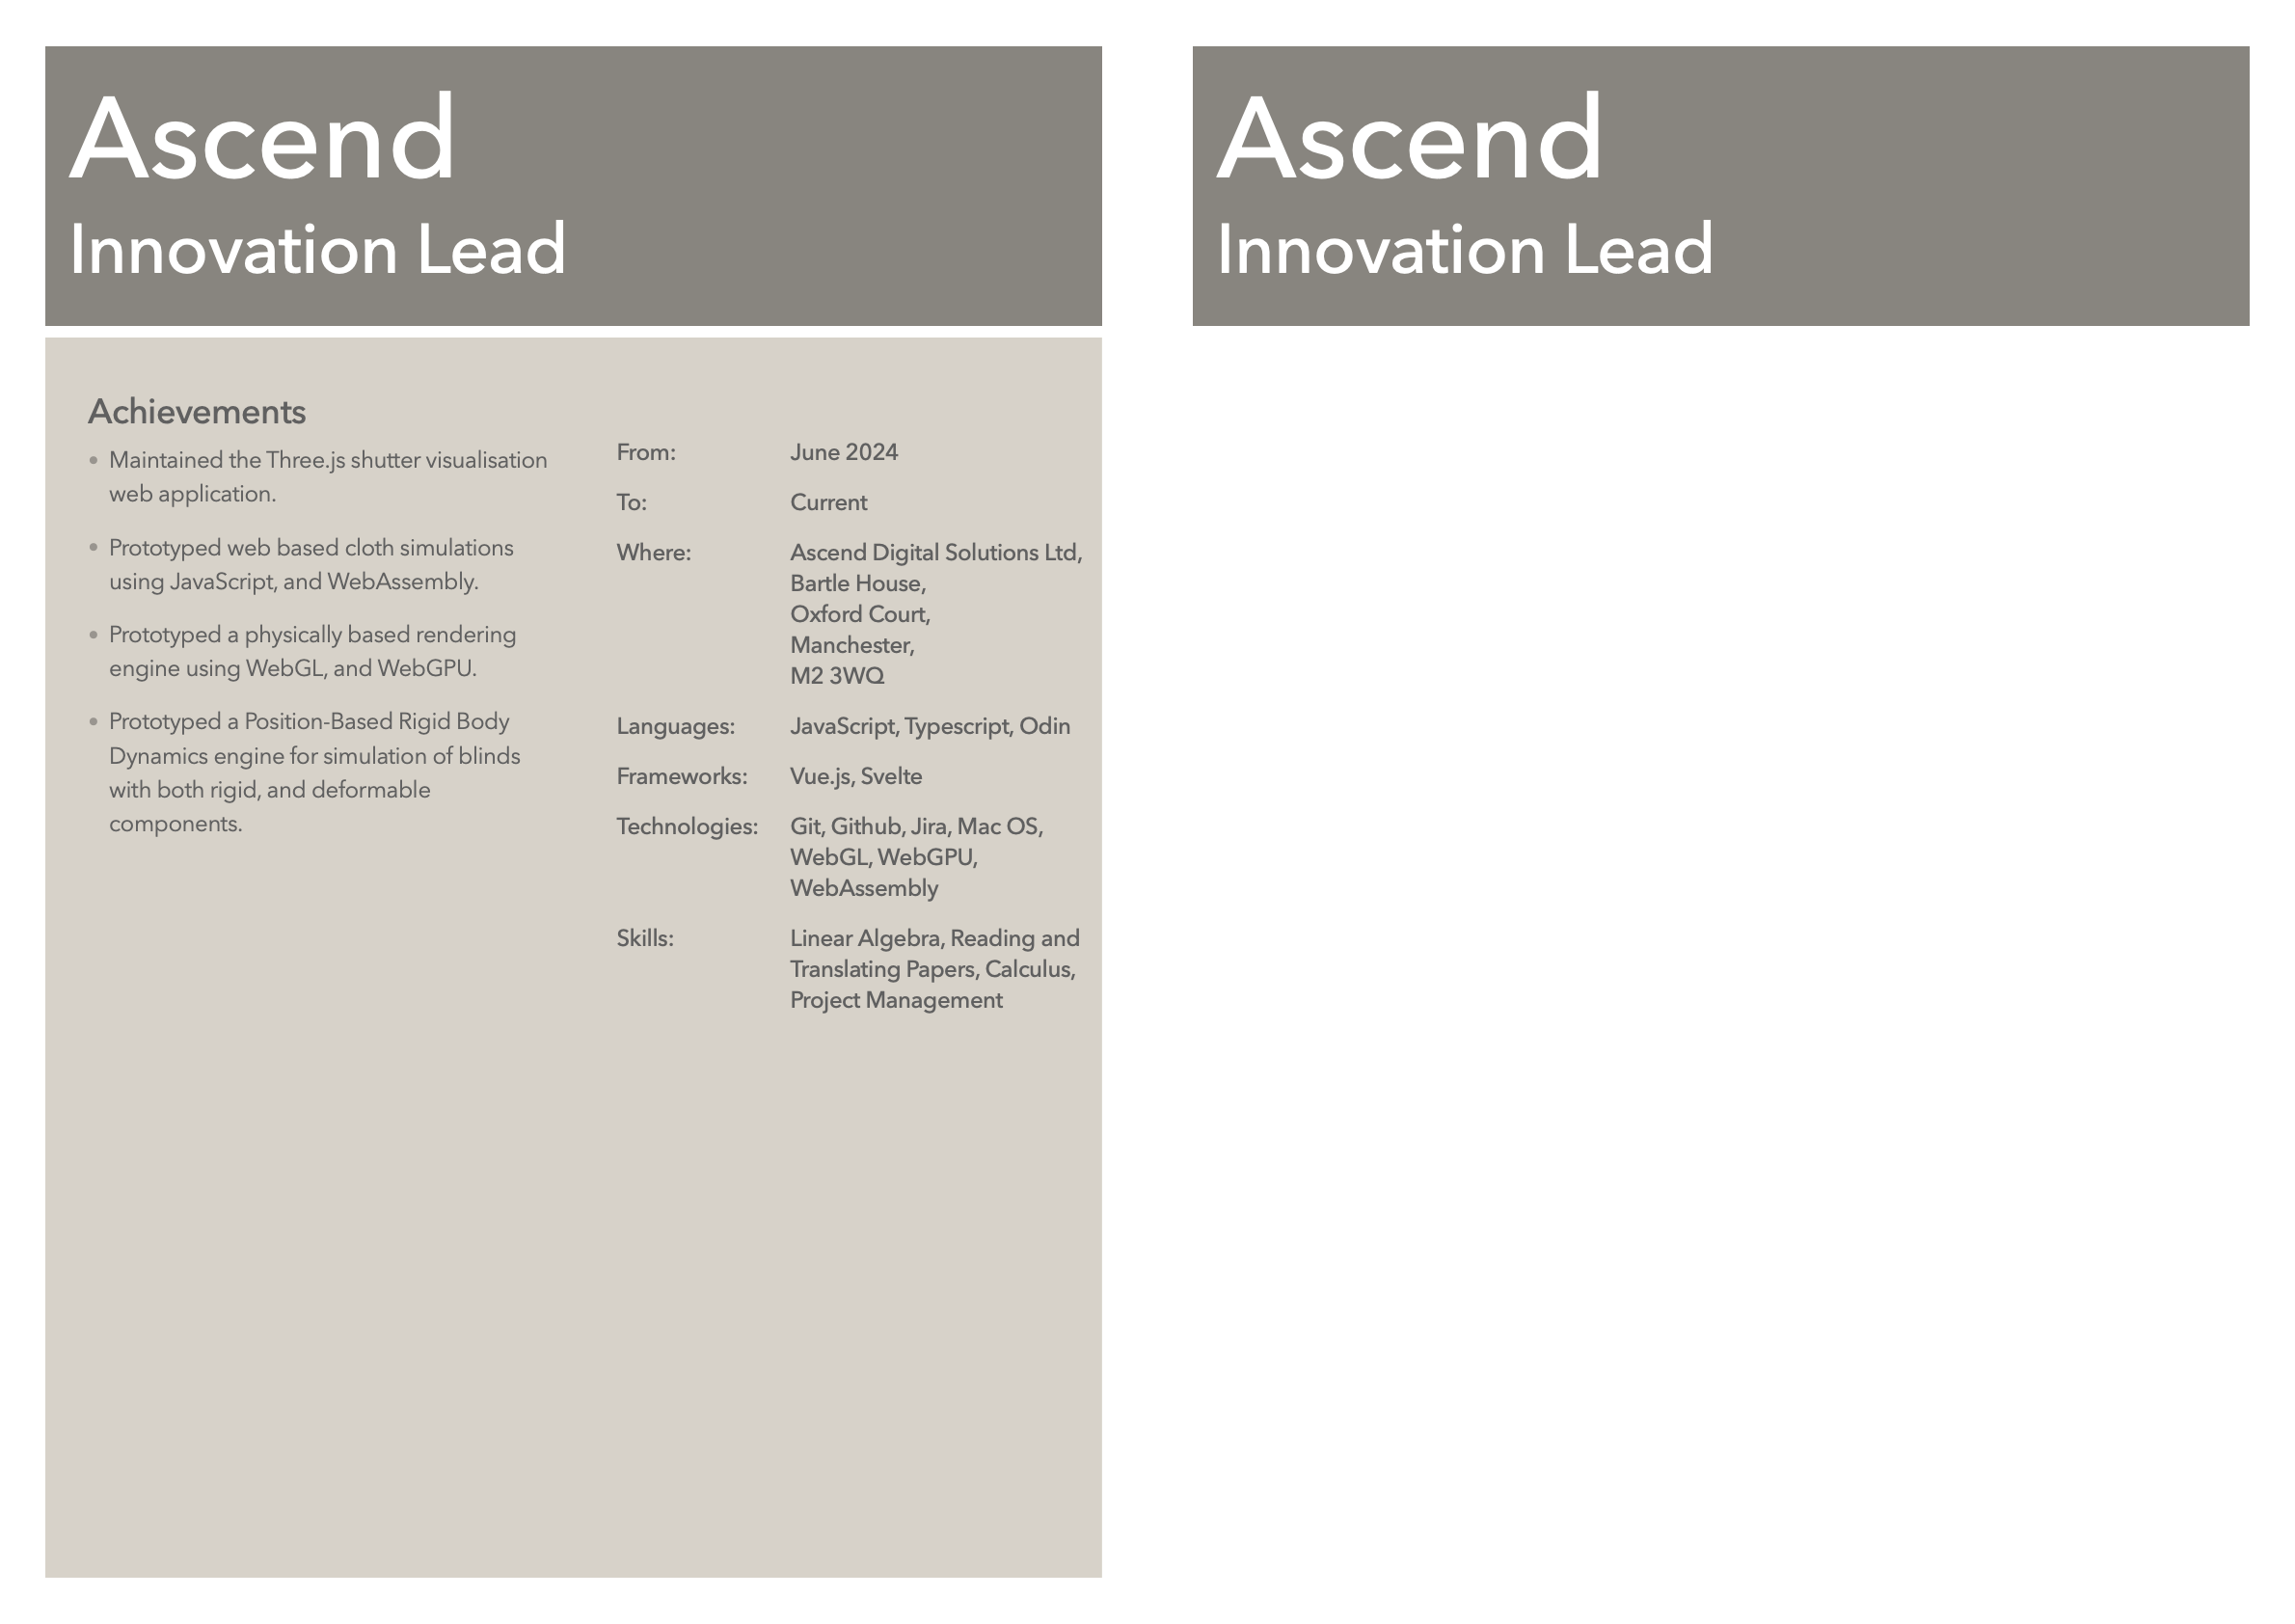 Ascend
Innovation Lead
Achievements
• Maintained the Three.js shutter visualisation
web application.
• Prototyped web based cloth simulations
using JavaScript, and WebAssembly.
• Prototyped a physically based rendering
engine using WebGL, and WebGPU.
• Prototyped a Position-Based Rigid Body
Dynamics engine for simulation of blinds
with both rigid, and deformable
components.
From: June 2024
To: Current
Where: Ascend Digital Solutions Ltd,
Bartle House,
Oxford Court,
Manchester,
M2 3WQ
Languages: JavaScript, Typescript, Odin
Frameworks: Vue.js, Svelte
Technologies: Git, Github, Jira, Mac OS,
WebGL, WebGPU,
WebAssembly
Skills: Linear Algebra, Reading and
Translating Papers, Calculus,
Project Management
Ascend
Innovation Lead